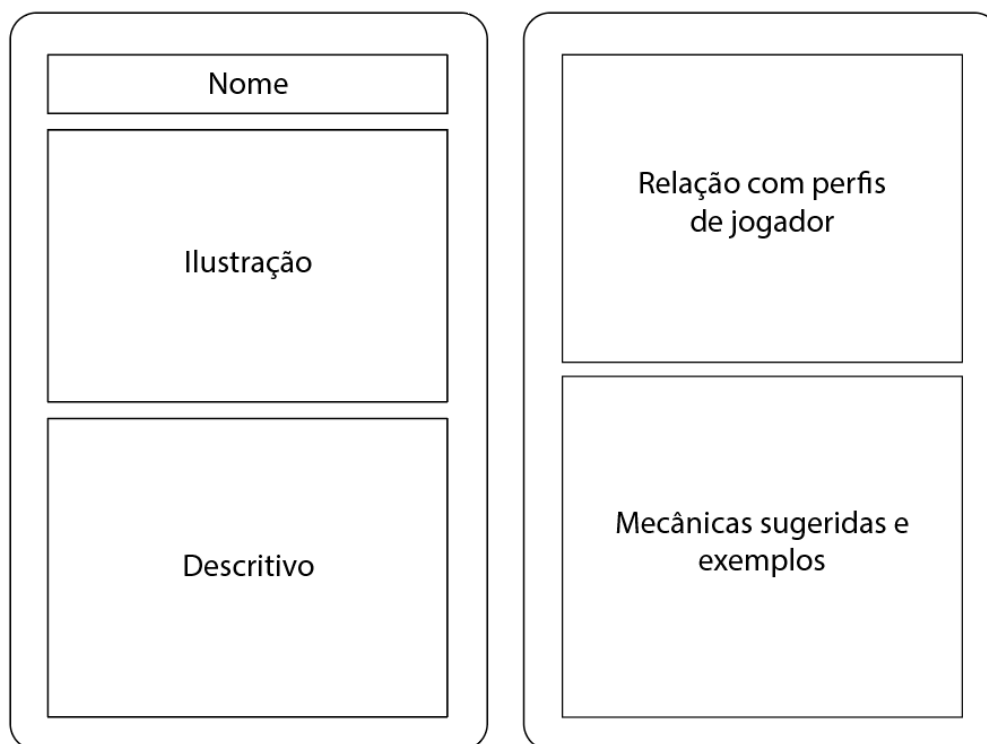 Nome
Ilustração
Descritivo
Relação com perfis
de jogador
Mecânicas sugeridas e
exemplos